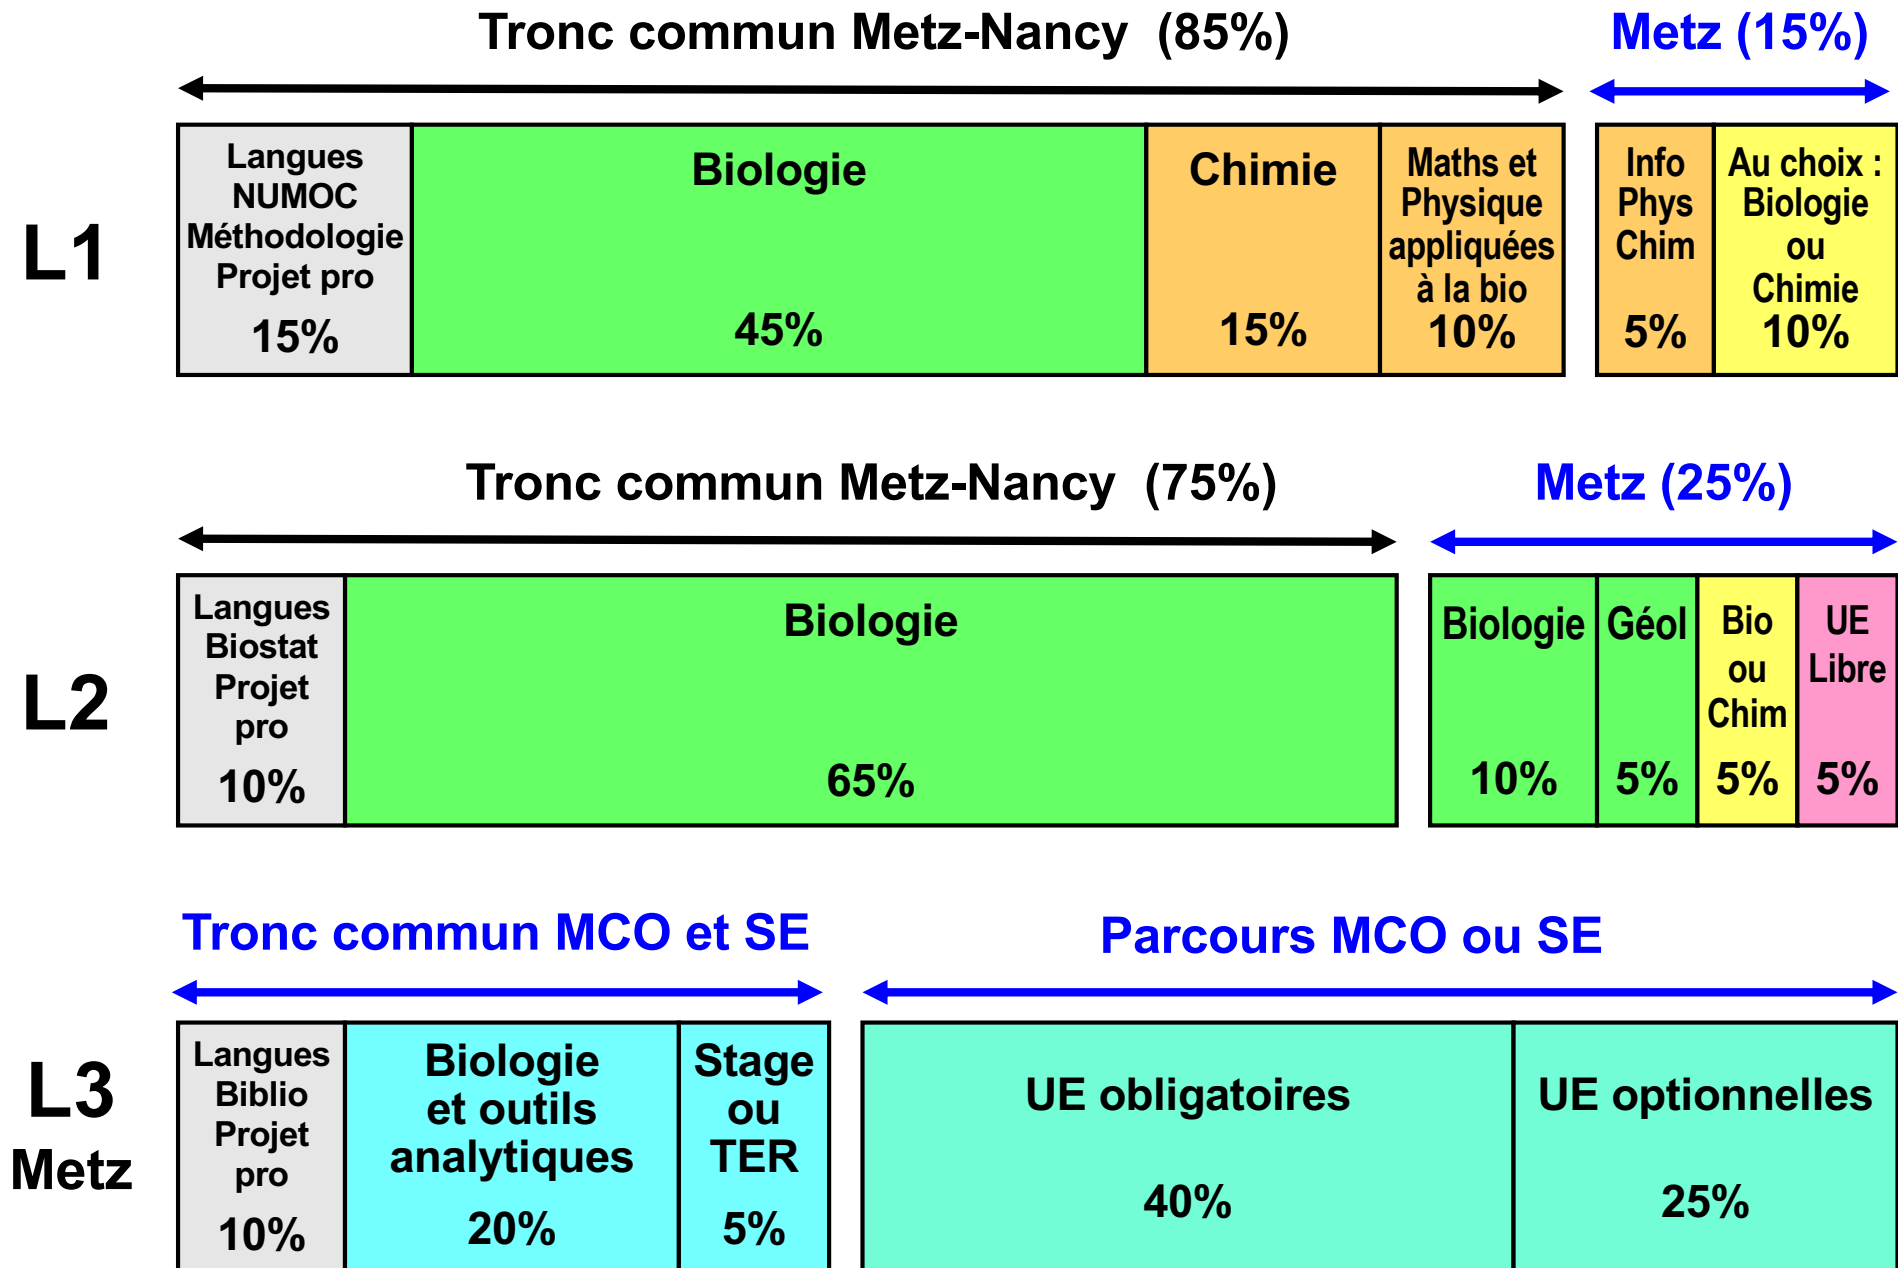 Tronc commun Metz-Nancy (85%)
Metz (15%)
L1
Langues
NUMOC
Méthodologie
Projet pro
15%
Biologie
45%
Chimie
15%
Maths et
Physique
appliquées
à la bio
10%
Info
Phys
Chim
5%
Au choix :
Biologie
ou
Chimie
10%
Tronc commun Metz-Nancy (75%)
Metz (25%)
L2
Langues
Biostat
Projet
pro
10%
Biologie
65%
Biologie
10%
Géol
5%
Bio
ou
Chim
5%
UE
Libre
5%
Tronc commun MCO et SE
Parcours MCO ou SE
L3
Metz
Langues
Biblio
Projet
pro
10%
Biologie
et outils
analytiques
20%
Stage
ou
TER
5%
UE obligatoires
40%
UE optionnelles
25%